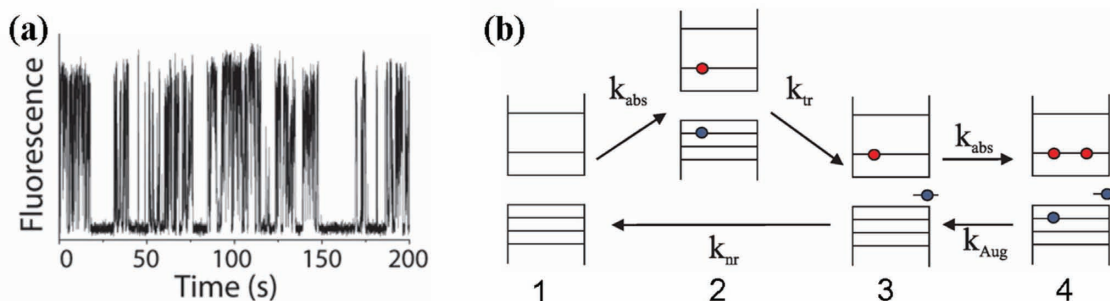 (a)
Fluorescence
0 50 100 150 200
Time (s)
(b)
k_abs
k_tr
k_abs
k_Aug
k_nr
1 2 3 4